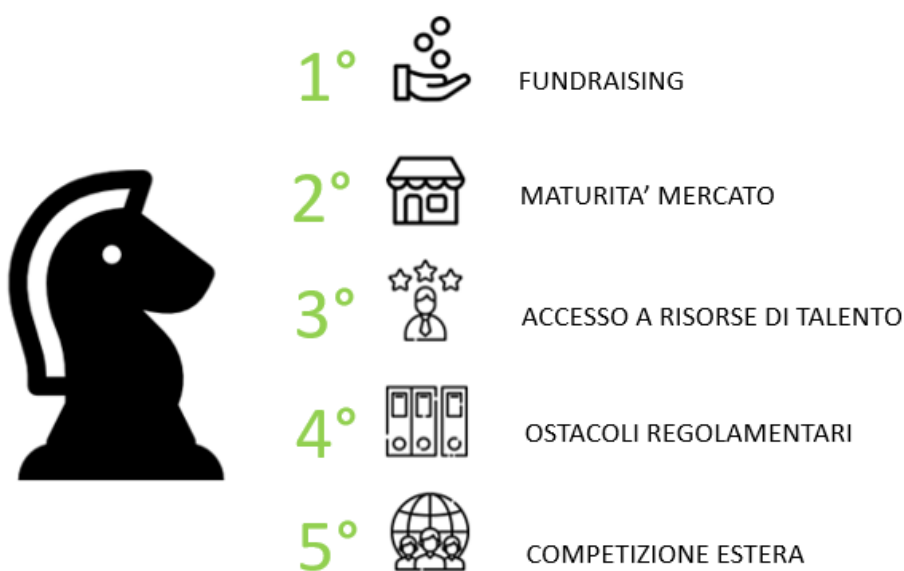 1° FUNDRAISING
2° MATURITA' MERCATO
3° ACCESSO A RISORSE DI TALENTO
4° OSTACOLI REGOLAMENTARI
5° COMPETIZIONE ESTERA